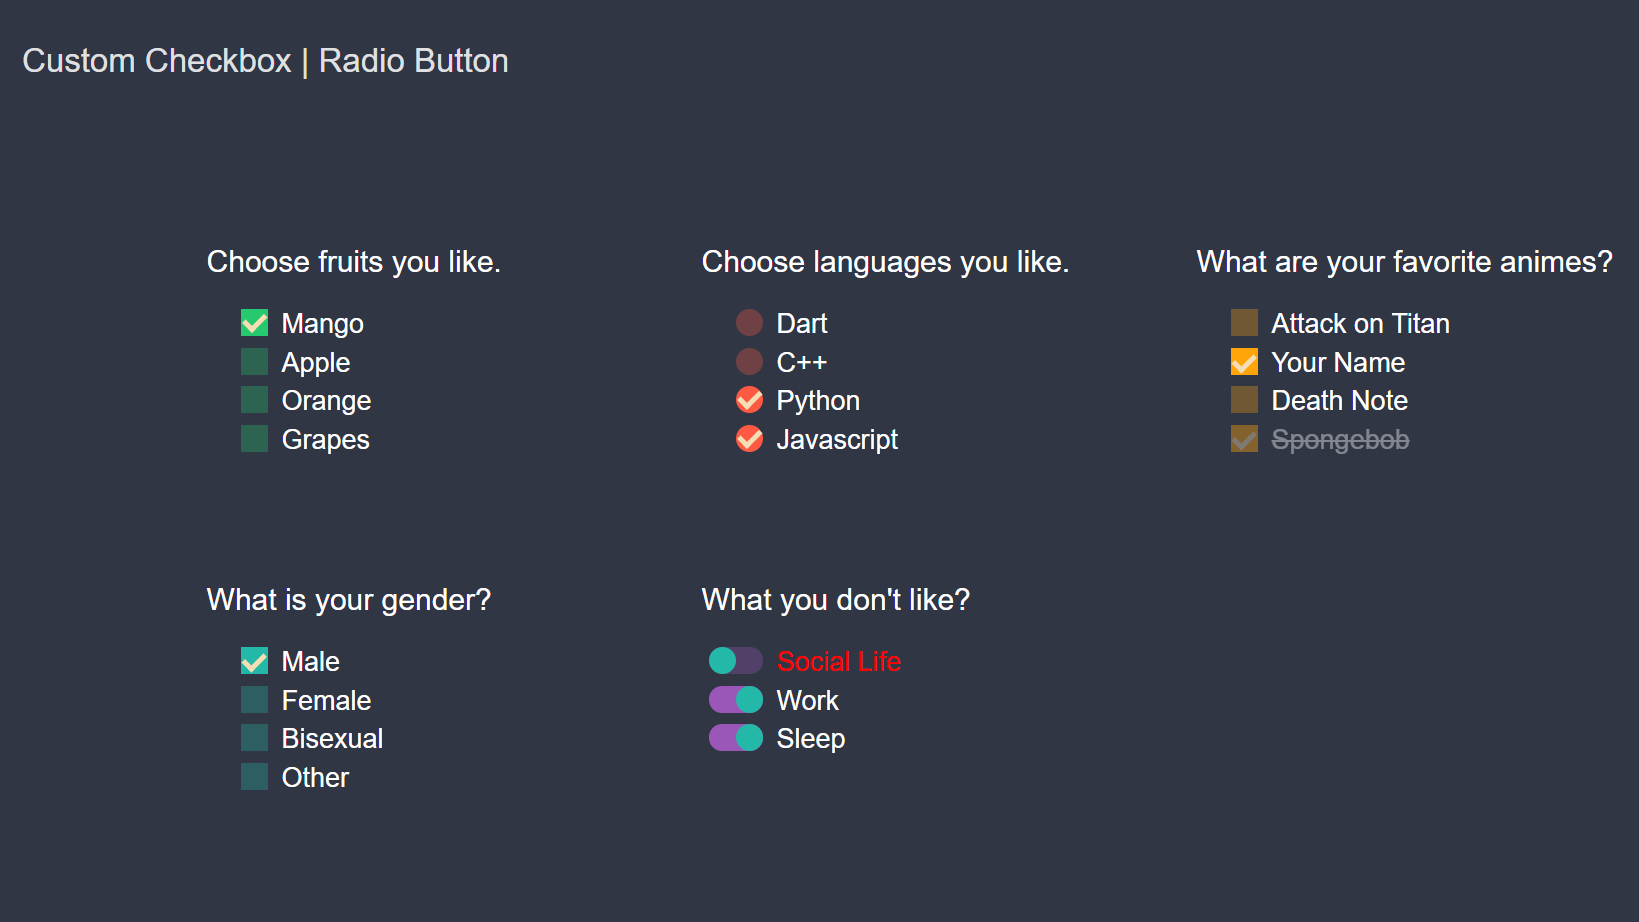 Custom Checkbox | Radio Button
Choose fruits you like.
Mango
Apple
Orange
Grapes
Choose languages you like.
Dart
C++
Python
Javascript
What are your favorite animes?
Attack on Titan
Your Name
Death Note
Spongebob
What is your gender?
Male
Female
Bisexual
Other
What you don't like?
Social Life
Work
Sleep